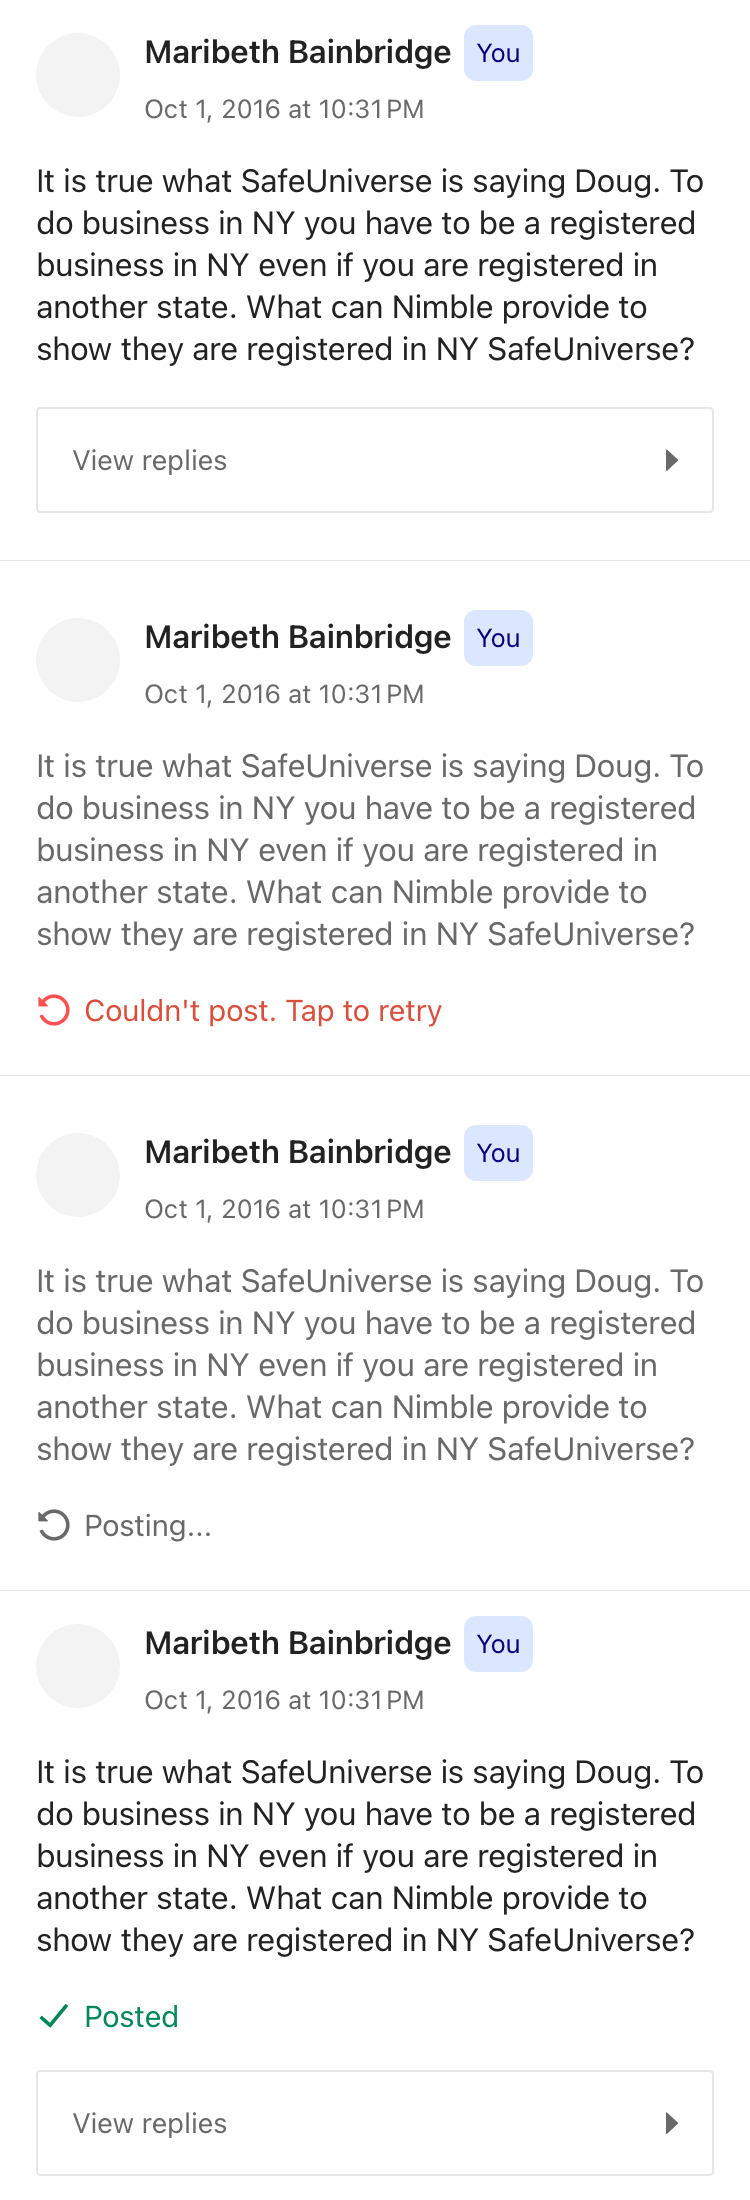 Maribeth Bainbridge You
Oct 1, 2016 at 10:31 PM
It is true what SafeUniverse is saying Doug. To
do business in NY you have to be a registered
business in NY even if you are registered in
another state. What can Nimble provide to
show they are registered in NY SafeUniverse?
View replies
Maribeth Bainbridge You
Oct 1, 2016 at 10:31 PM
It is true what SafeUniverse is saying Doug. To
do business in NY you have to be a registered
business in NY even if you are registered in
another state. What can Nimble provide to
show they are registered in NY SafeUniverse?
Couldn't post. Tap to retry
Maribeth Bainbridge You
Oct 1, 2016 at 10:31 PM
It is true what SafeUniverse is saying Doug. To
do business in NY you have to be a registered
business in NY even if you are registered in
another state. What can Nimble provide to
show they are registered in NY SafeUniverse?
Posting...
Maribeth Bainbridge You
Oct 1, 2016 at 10:31 PM
It is true what SafeUniverse is saying Doug. To
do business in NY you have to be a registered
business in NY even if you are registered in
another state. What can Nimble provide to
show they are registered in NY SafeUniverse?
Posted
View replies